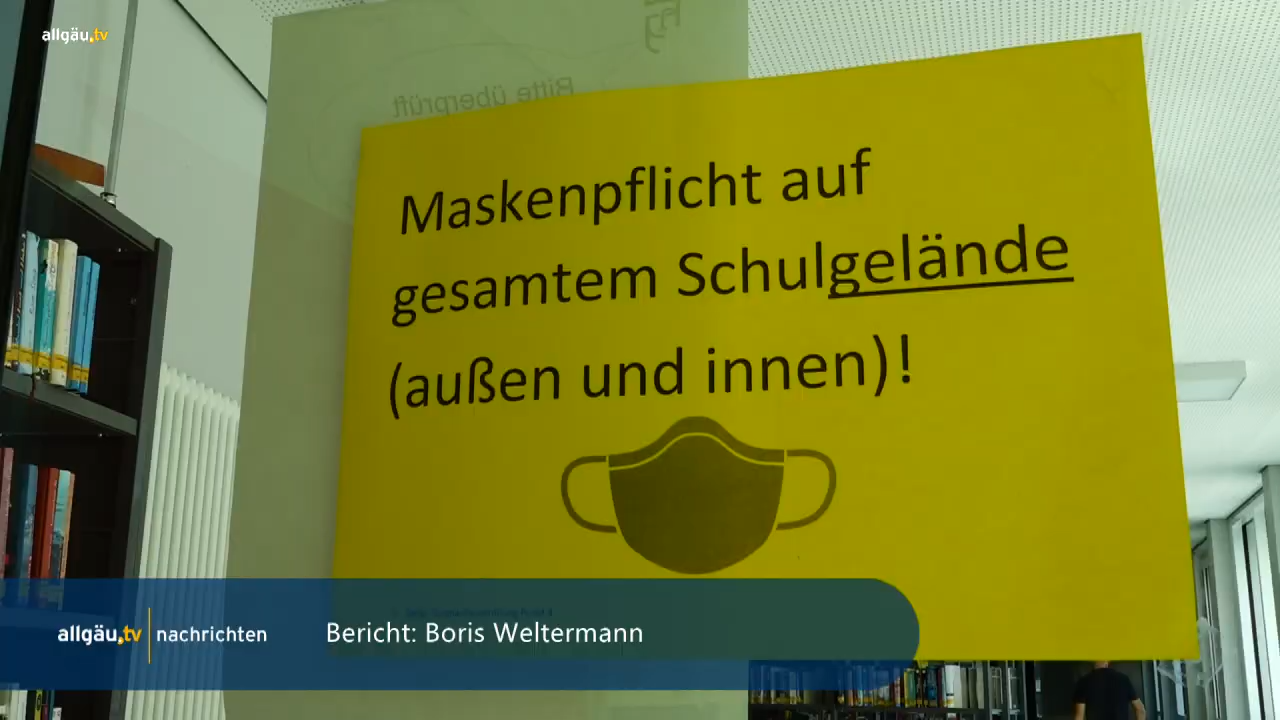 allgäu.tv
Bitte überprüft
Maskenpflicht auf
gesamtem Schulgelände
(außen und innen)!
allgäu.tv nachrichten
Bericht: Boris Weltermann